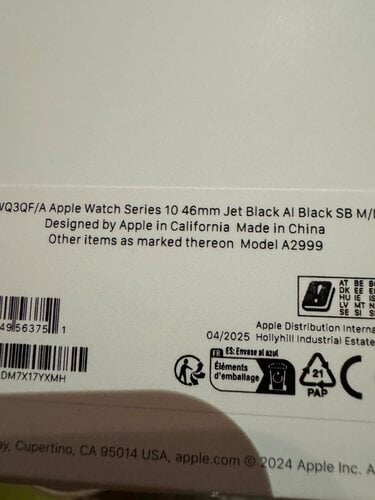 WQ3QF/A Apple Watch Series 10 46mm Jet Black Al Black SB M/
Designed by Apple in California Made in China
Other items as marked thereon Model A2999
AT BE
DK EE
HU IE
LV MT
SE SI
4956375 1
Apple Distribution
04/2025 Hollyhill Industrial Estate
FR ES: Envase al azul
Éléments
d'emballage
21
PAP
DM7X17YXMH
Cupertino, CA 95014 USA, apple.com © 2024 Apple Inc.